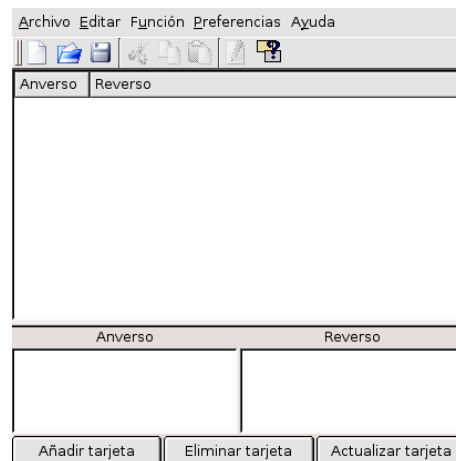 Archivo Editar Función Preferencias Ayuda
Anverso Reverso
Anverso Reverso
Añadir tarjeta Eliminar tarjeta Actualizar tarjeta